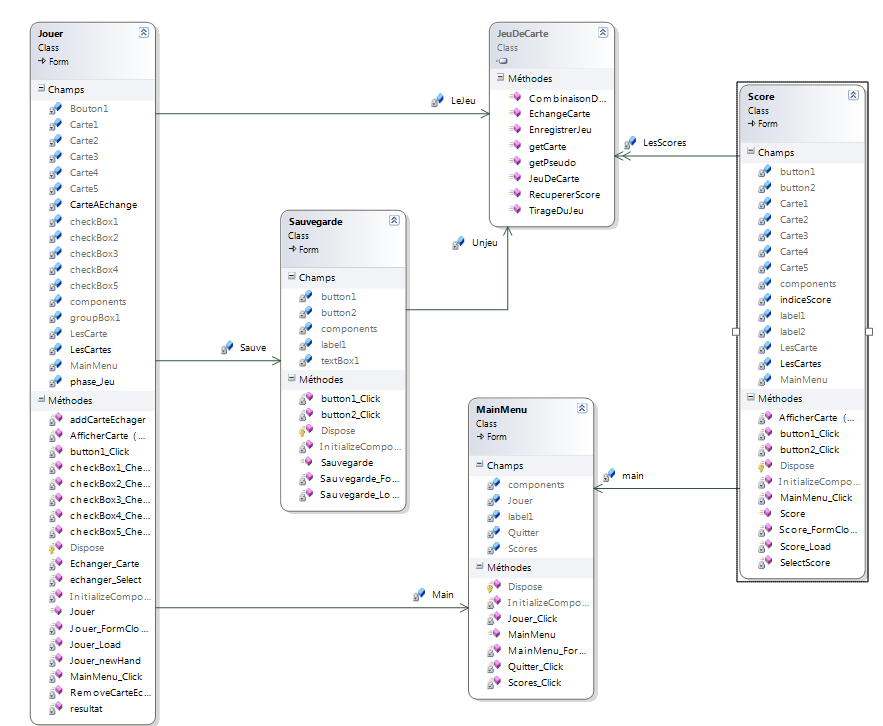 Jouer
Class
Form
Champs
Bouton1
Carte1
Carte2
Carte3
Carte4
Carte5
CarteAEchange
checkBox1
checkBox2
checkBox3
checkBox4
checkBox5
components
groupBox1
LesCarte
LesCartes
MainMenu
phase_Jeu
Méthodes
addCarteEchager
AfficherCarte (...
button1_Click
checkBox1_Che...
checkBox2_Che...
checkBox3_Che...
checkBox4_Che...
checkBox5_Che...
Dispose
Echanger_Carte
echanger_Select
InitializeCompo...
Jouer
Jouer_FormClo...
Jouer_Load
Jouer_newHand
MainMenu_Click
RemoveCarteEc...
resultat
LeJeu
Sauve
Main
Sauvegarde
Class
Form
Champs
button1
button2
components
label1
textBox1
Méthodes
button1_Click
button2_Click
Dispose
InitializeCompo...
Sauvegarde
Sauvegarde_Fo...
Sauvegarde_Lo...
Unjeu
JeuDeCarte
Class
Méthodes
CombinaisonD...
EchangeCarte
EnregistrerJeu
getCarte
getPseudo
JeuDeCarte
RecupererScore
TirageDuJeu
LesScores
MainMenu
Class
Form
Champs
components
Jouer
label1
Quitter
Scores
Méthodes
Dispose
InitializeCompo...
Jouer_Click
MainMenu
MainMenu_For...
Quitter_Click
Scores_Click
main
Score
Class
Form
Champs
button1
button2
Carte1
Carte2
Carte3
Carte4
Carte5
components
indiceScore
label1
label2
LesCarte
LesCartes
MainMenu
Méthodes
AfficherCarte (...
button1_Click
button2_Click
Dispose
InitializeCompo...
MainMenu_Click
Score
Score_FormClo...
Score_Load
SelectScore